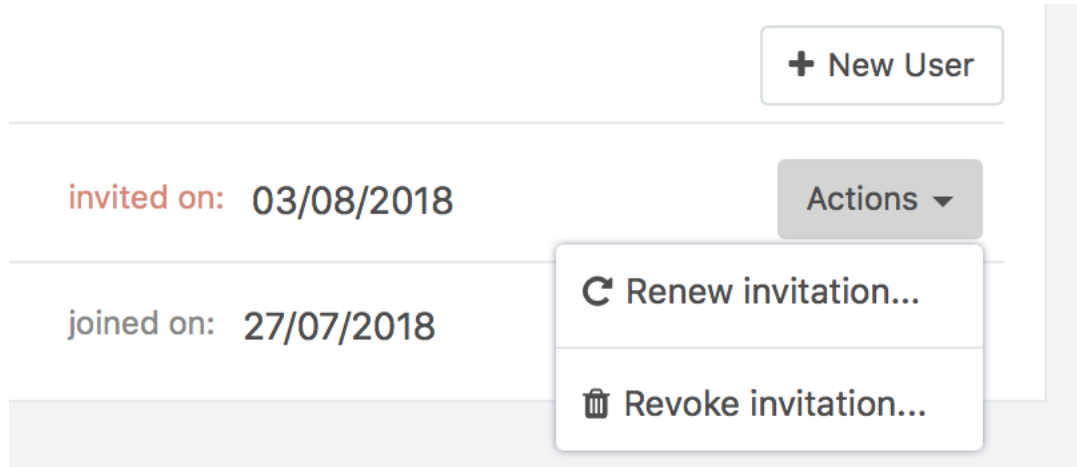 New User
invited on: 03/08/2018
Actions
Renew invitation...
joined on: 27/07/2018
Revoke invitation...